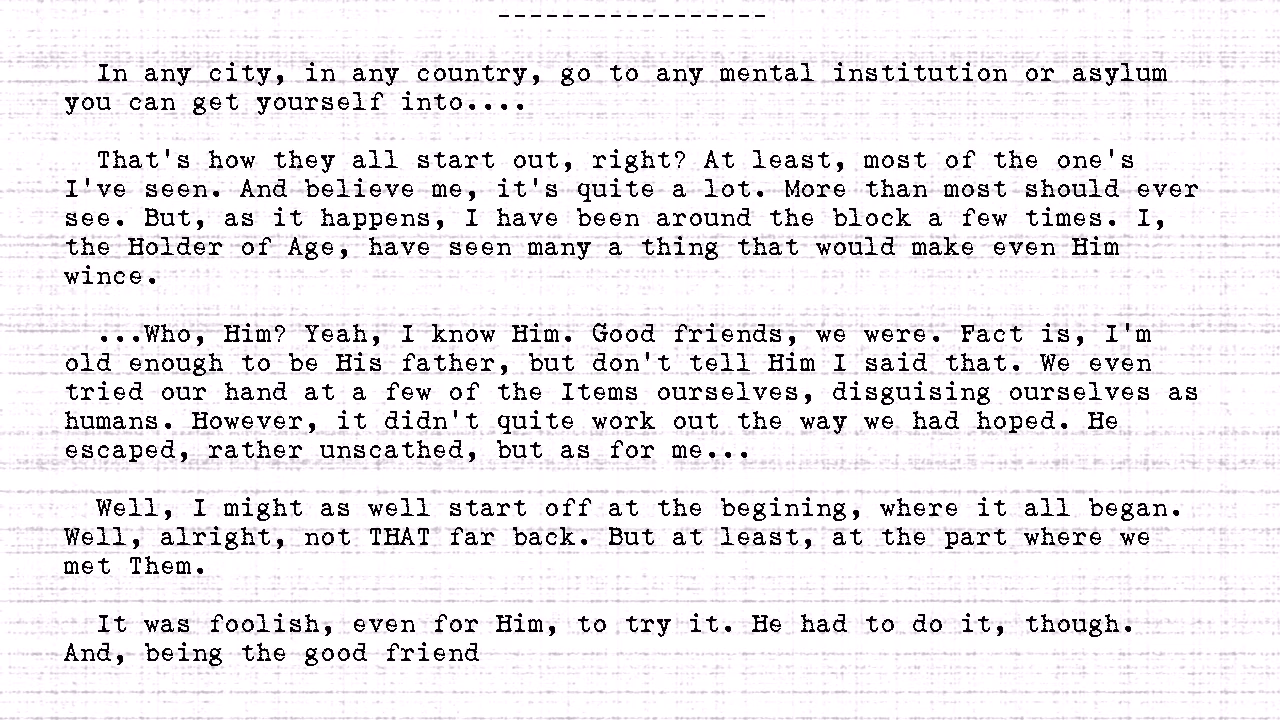 -----------------
In any city, in any country, go to any mental institution or asylum
you can get yourself into....
That's how they all start out, right? At least, most of the one's
I've seen. And believe me, it's quite a lot. More than most should ever
see. But, as it happens, I have been around the block a few times. I,
the Holder of Age, have seen many a thing that would make even Him
wince.
...Who, Him? Yeah, I know Him. Good friends, we were. Fact is, I'm
old enough to be His father, but don't tell Him I said that. We even
tried our hand at a few of the Items ourselves, disguising ourselves as
humans. However, it didn't quite work out the way we had hoped. He
escaped, rather unscathed, but as for me...
Well, I might as well start off at the begining, where it all began.
Well, alright, not THAT far back. But at least, at the part where we
met Them.
It was foolish, even for Him, to try it. He had to do it, though.
And, being the good friend